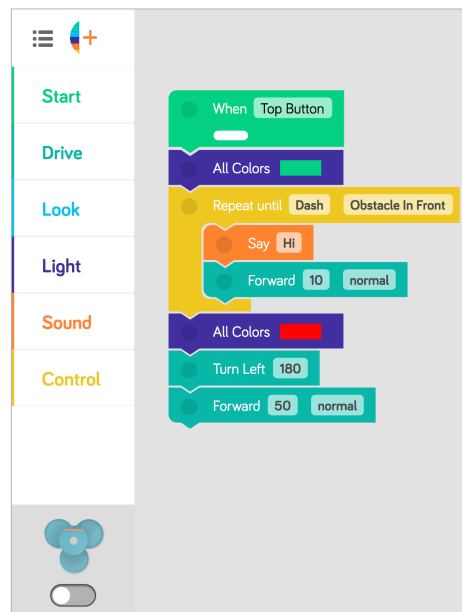 Start
Drive
Look
Light
Sound
Control
When Top Button
All Colors
Repeat until Dash Obstacle In Front
Say Hi
Forward 10 normal
All Colors
Turn Left 180
Forward 50 normal